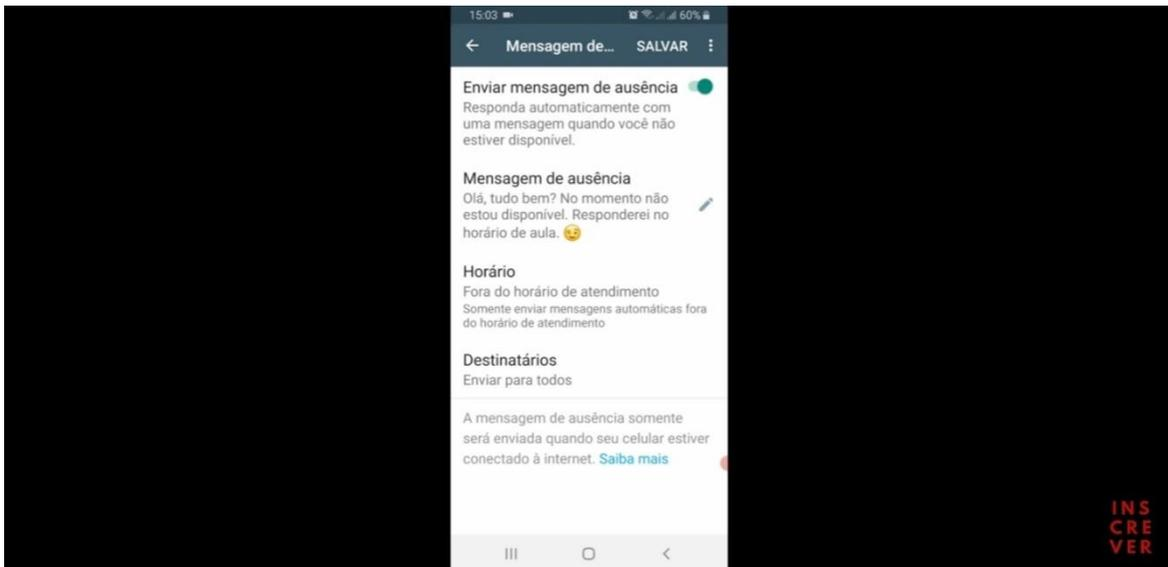 15:03 60%
Mensagem de... SALVAR
Enviar mensagem de ausência
Responda automaticamente com
uma mensagem quando você não
estiver disponível.
Mensagem de ausência
Olá, tudo bem? No momento não
estou disponível. Responderei no
horário de aula. 😉
Horário
Fora do horário de atendimento
Somente enviar mensagens automáticas fora
do horário de atendimento
Destinatários
Enviar para todos
A mensagem de ausência somente
será enviada quando seu celular estiver
conectado à internet. Saiba mais
INS
CRE
VER